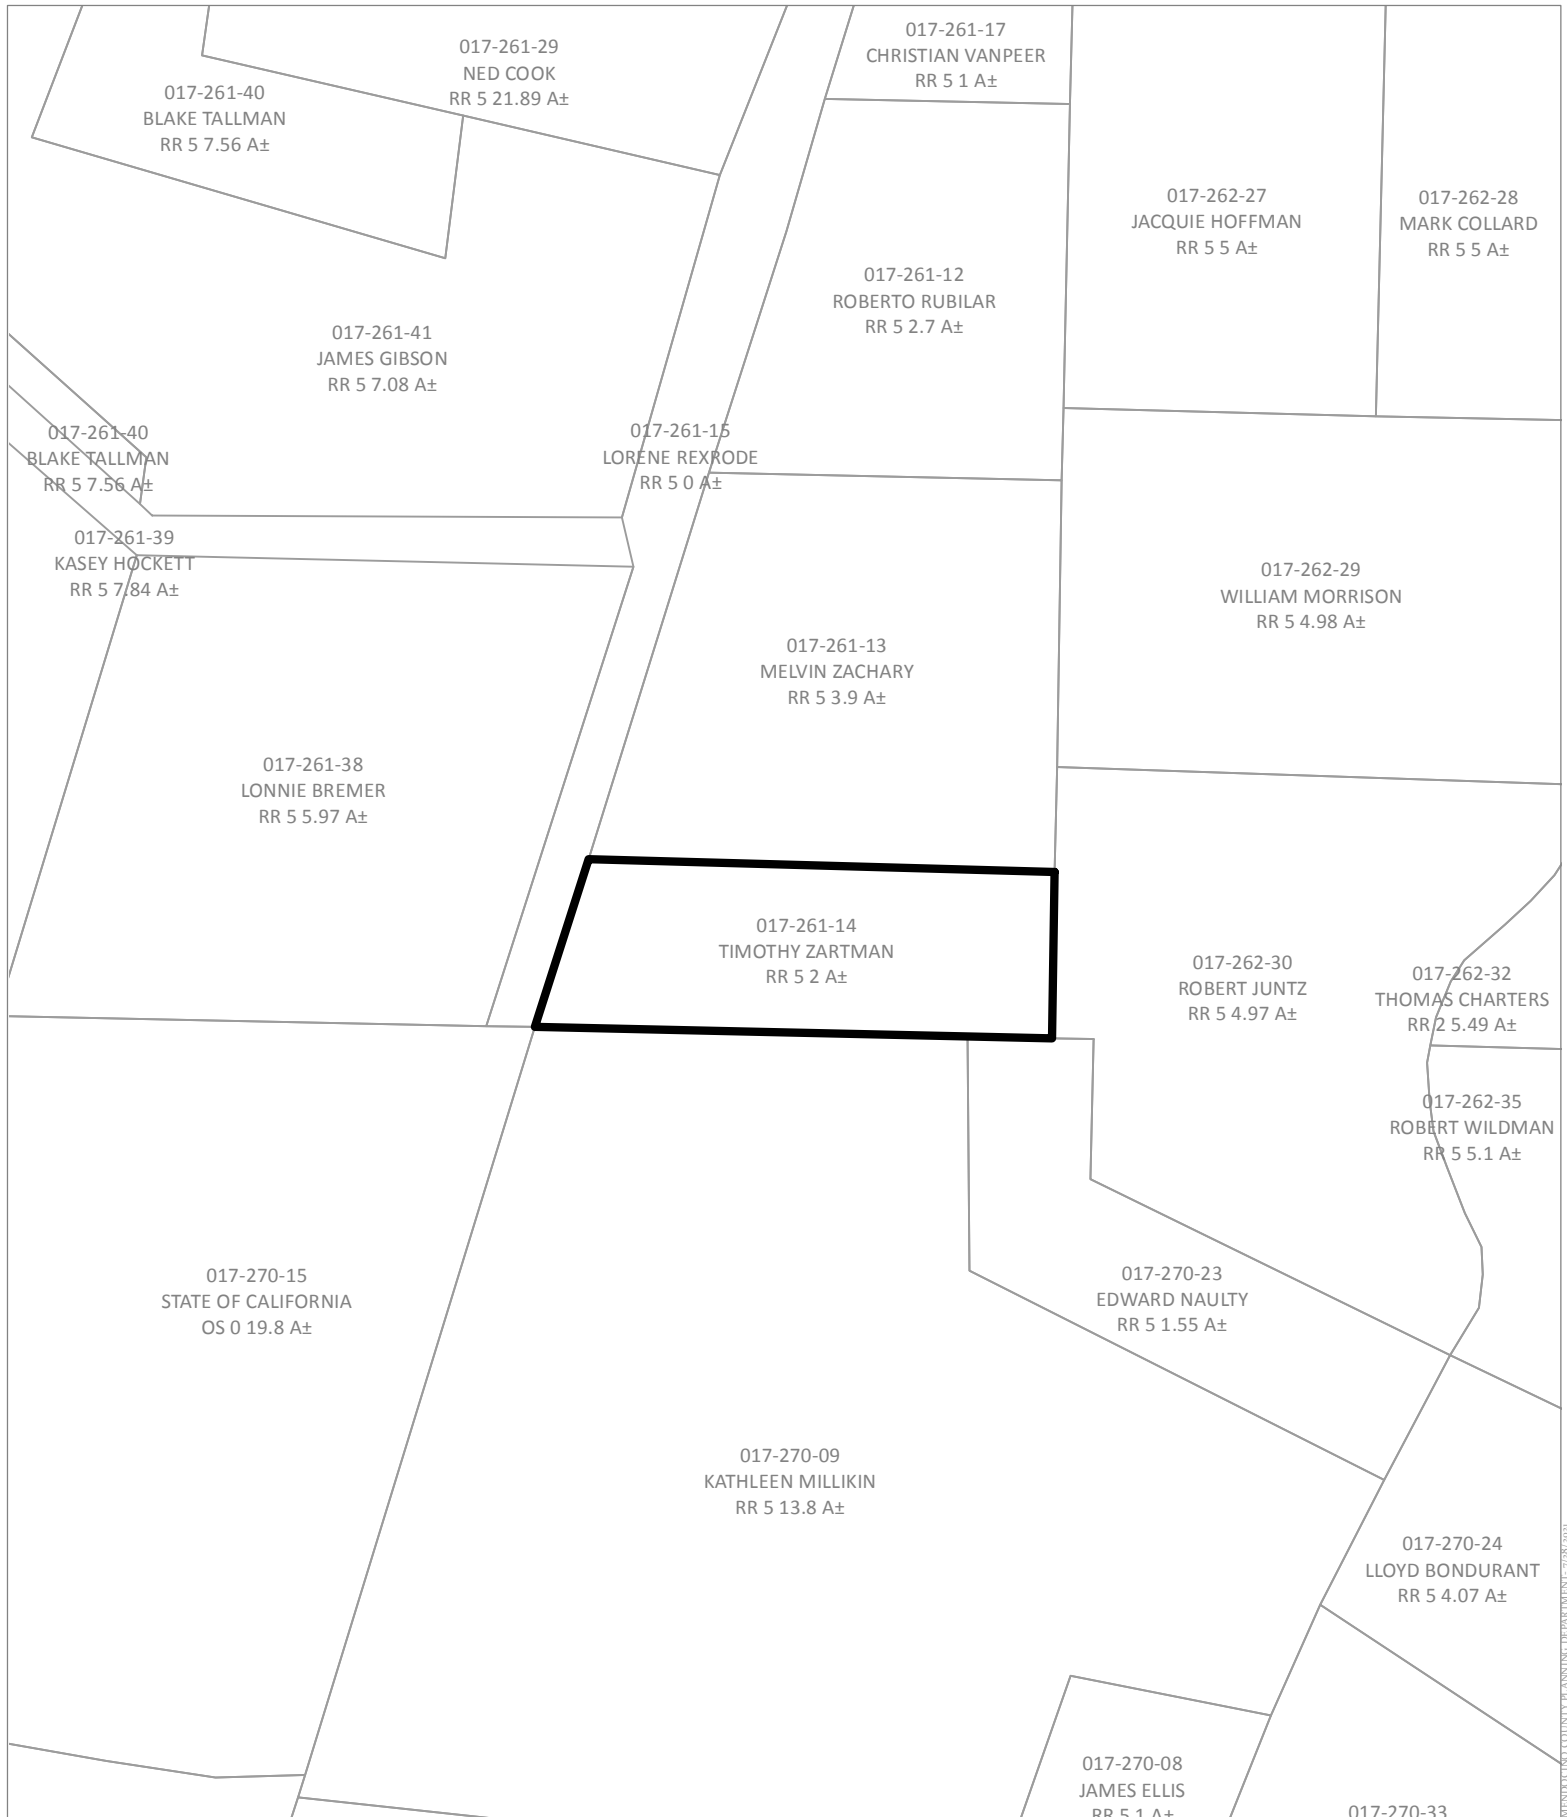 017-261-17
CHRISTIAN VANPEER
RR 5 1 A±
017-261-29
NED COOK
RR 5 21.89 A±
017-261-40
BLAKE TALLMAN
RR 5 7.56 A±
017-262-27
JACQUIE HOFFMAN
RR 5 5 A±
017-262-28
MARK COLLARD
RR 5 5 A±
017-261-12
ROBERTO RUBILAR
RR 5 2.7 A±
017-261-41
JAMES GIBSON
RR 5 7.08 A±
017-261-40
BLAKE TALLMAN
RR 5 7.56 A±
017-261-15
LORENE REXRODE
RR 5 0 A±
017-261-39
KASEY HOCKETT
RR 5 7.84 A±
017-262-29
WILLIAM MORRISON
RR 5 4.98 A±
017-261-13
MELVIN ZACHARY
RR 5 3.9 A±
017-261-38
LONNIE BREMER
RR 5 5.97 A±
017-261-14
TIMOTHY ZARTMAN
RR 5 2 A±
017-262-30
ROBERT JUNTZ
RR 5 4.97 A±
017-262-32
THOMAS CHARTERS
RR 2 5.49 A±
017-262-35
ROBERT WILDMAN
RR 5 5.1 A±
017-270-15
STATE OF CALIFORNIA
OS 0 19.8 A±
017-270-23
EDWARD NAULTY
RR 5 1.55 A±
017-270-09
KATHLEEN MILLIKIN
RR 5 13.8 A±
017-270-24
LLOYD BONDURANT
RR 5 4.07 A±
017-270-08
JAMES ELLIS
RR 5 1 A±
017-270-33
COUNTY PLANNING DEPARTMENT-